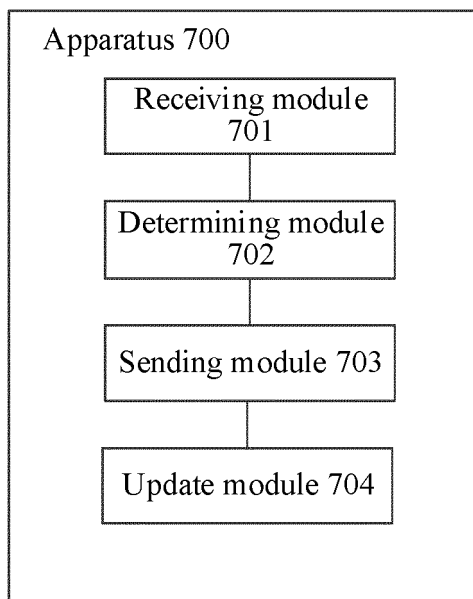 Apparatus 700
Receiving module
701
Determining module
702
Sending module 703
Update module 704